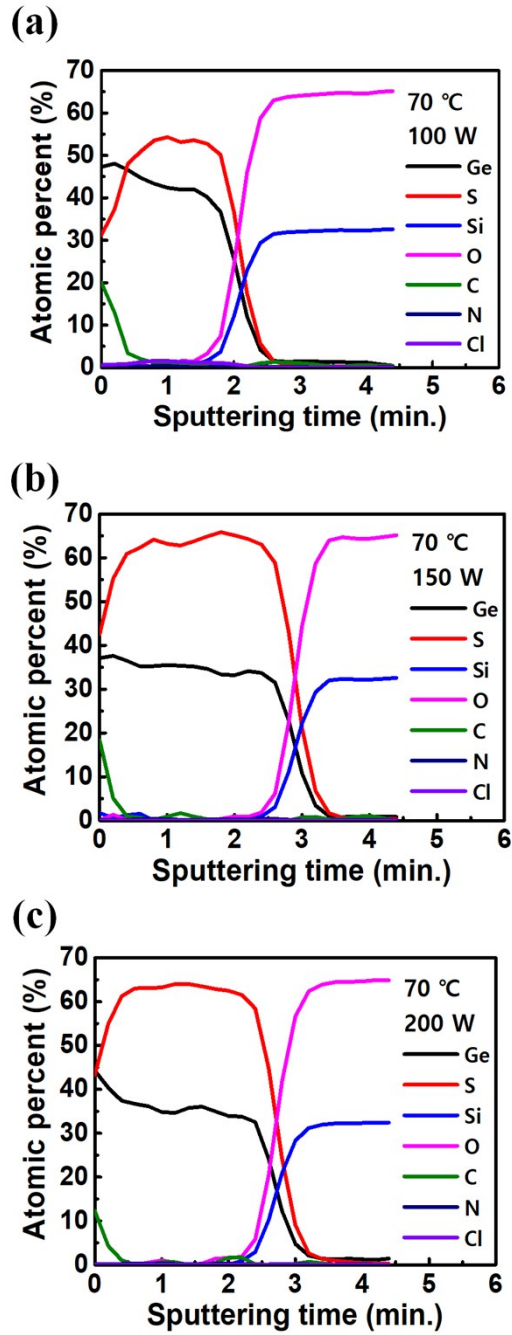 (a)
70
60
50
40
30
20
10
0
Atomic percent (%)
70 ℃
100 W
Ge
S
Si
O
C
N
Cl
0 1 2 3 4 5 6
Sputtering time (min.)
(b)
70
60
50
40
30
20
10
0
Atomic percent (%)
70 ℃
150 W
Ge
S
Si
O
C
N
Cl
0 1 2 3 4 5 6
Sputtering time (min.)
(c)
70
60
50
40
30
20
10
0
Atomic percent (%)
70 ℃
200 W
Ge
S
Si
O
C
N
Cl
0 1 2 3 4 5 6
Sputtering time (min.)